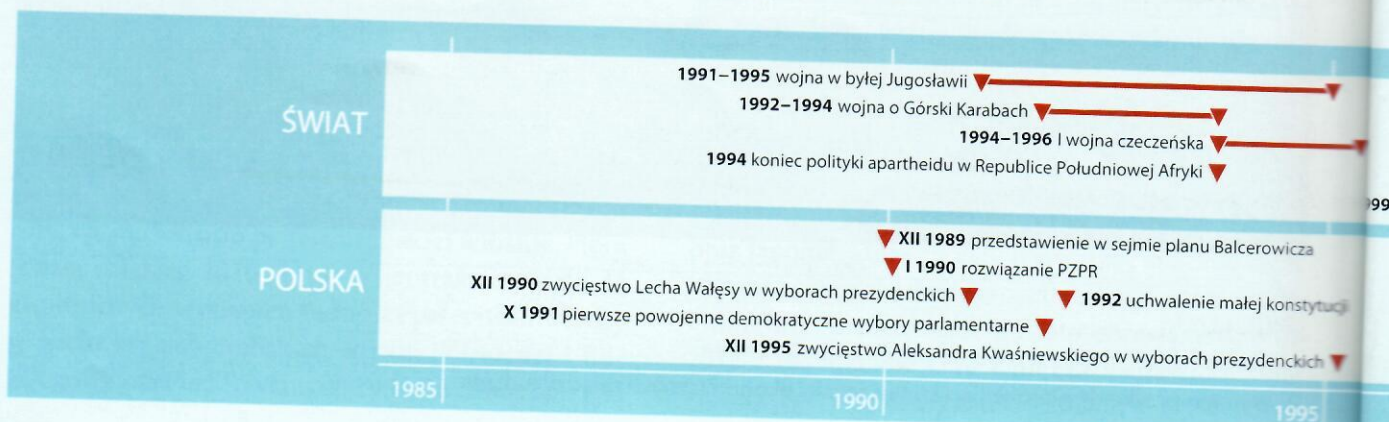 ŚWIAT
1991–1995 wojna w byłej Jugosławii
1992–1994 wojna o Górski Karabach
1994–1996 I wojna czeczeńska
1994 koniec polityki apartheidu w Republice Południowej Afryki
POLSKA
XII 1989 przedstawienie w sejmie planu Balcerowicza
I 1990 rozwiązanie PZPR
XII 1990 zwycięstwo Lecha Wałęsy w wyborach prezydenckich
1992 uchwalenie małej konstytucji
X 1991 pierwsze powojenne demokratyczne wybory parlamentarne
XII 1995 zwycięstwo Aleksandra Kwaśniewskiego w wyborach prezydenckich
1985
1990
1995